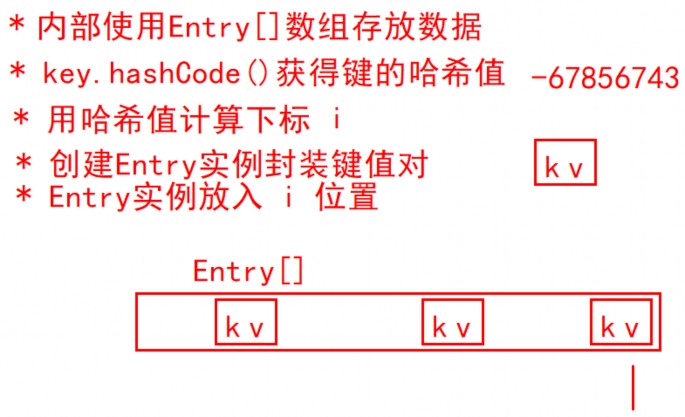 * 内部使用Entry[]数组存放数据
* key.hashCode()获得键的哈希值 -67856743
* 用哈希值计算下标 i
* 创建Entry实例封装键值对 k v
* Entry实例放入 i 位置
Entry[]
k v k v k v